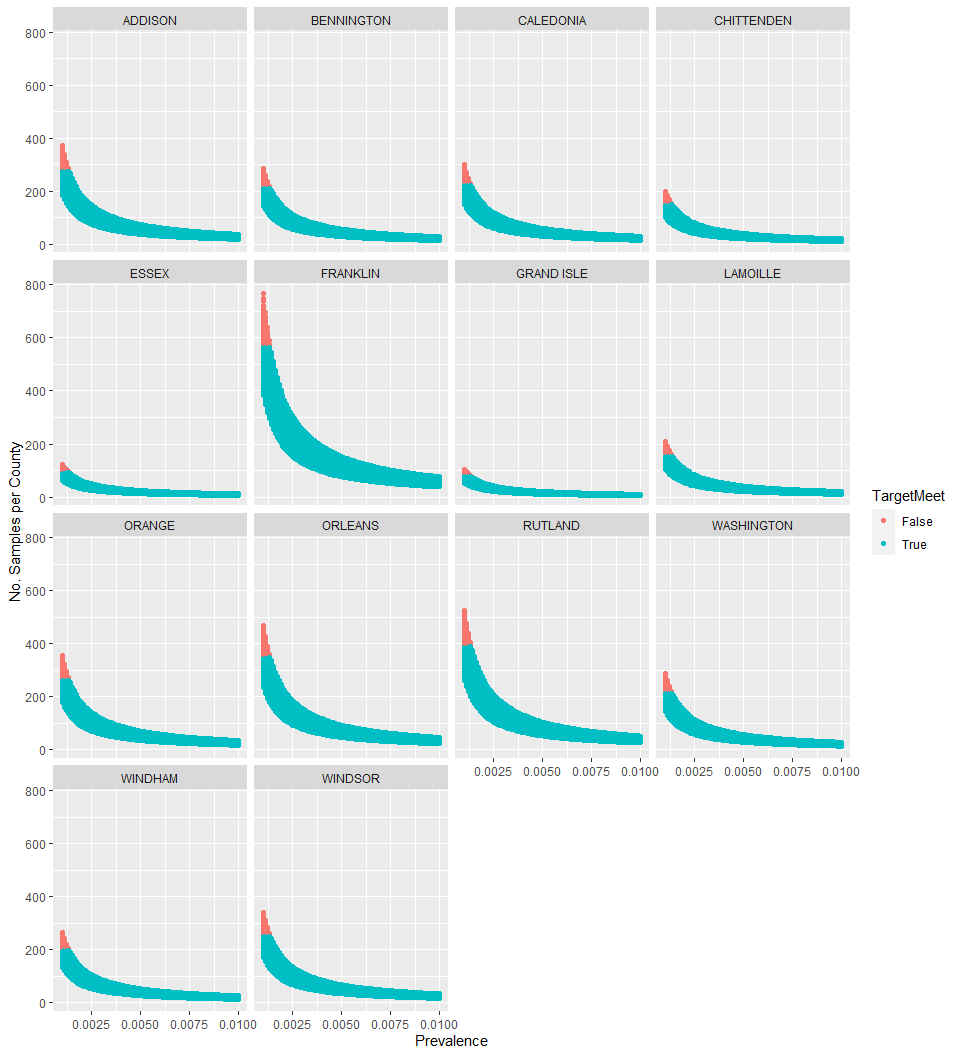 ADDISON BENNINGTON CALEDONIA CHITTENDEN
800
600
400
200
0
ESSEX FRANKLIN GRAND ISLE LAMOILLE
800
600
400
200
0
ORANGE ORLEANS RUTLAND WASHINGTON
800
600
400
200
0
0.0025 0.0050 0.0075 0.0100 0.0025 0.0050 0.0075 0.0100
WINDHAM WINDSOR
800
600
400
200
0
0.0025 0.0050 0.0075 0.0100 0.0025 0.0050 0.0075 0.0100
Prevalence
No. Samples per County
TargetMeet
False
True